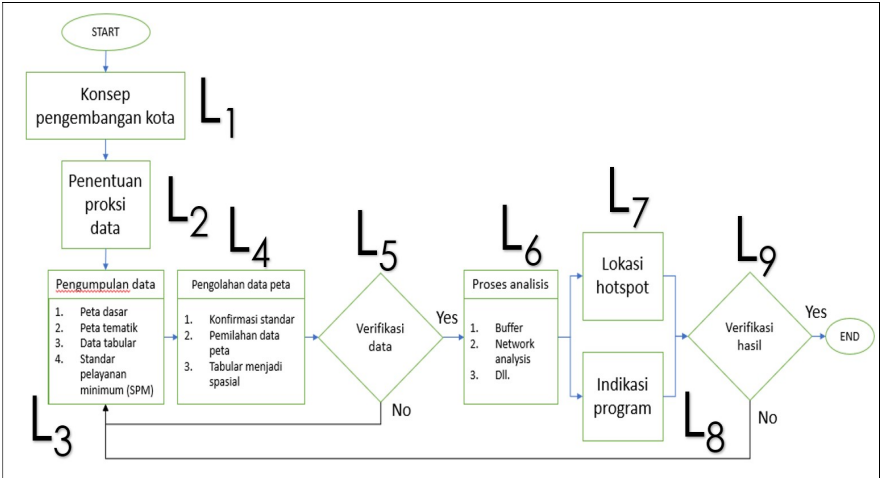 START
Konsep
pengembangan kota
L1
Penentuan
proksi
data
L2
Pengumpulan data
1. Peta dasar
2. Peta tematik
3. Data tabular
4. Standar
pelayanan
minimum (SPM)
L3
L4
Pengolahan data peta
1. Konfirmasi standar
2. Pemilahan data
peta
3. Tabular menjadi
spasial
L5
Verifikasi
data
Yes
No
L6
Proses analisis
1. Buffer
2. Network
analysis
3. Dll.
L7
Lokasi
hotspot
Indikasi
program
L8
L9
Verifikasi
hasil
Yes
No
END